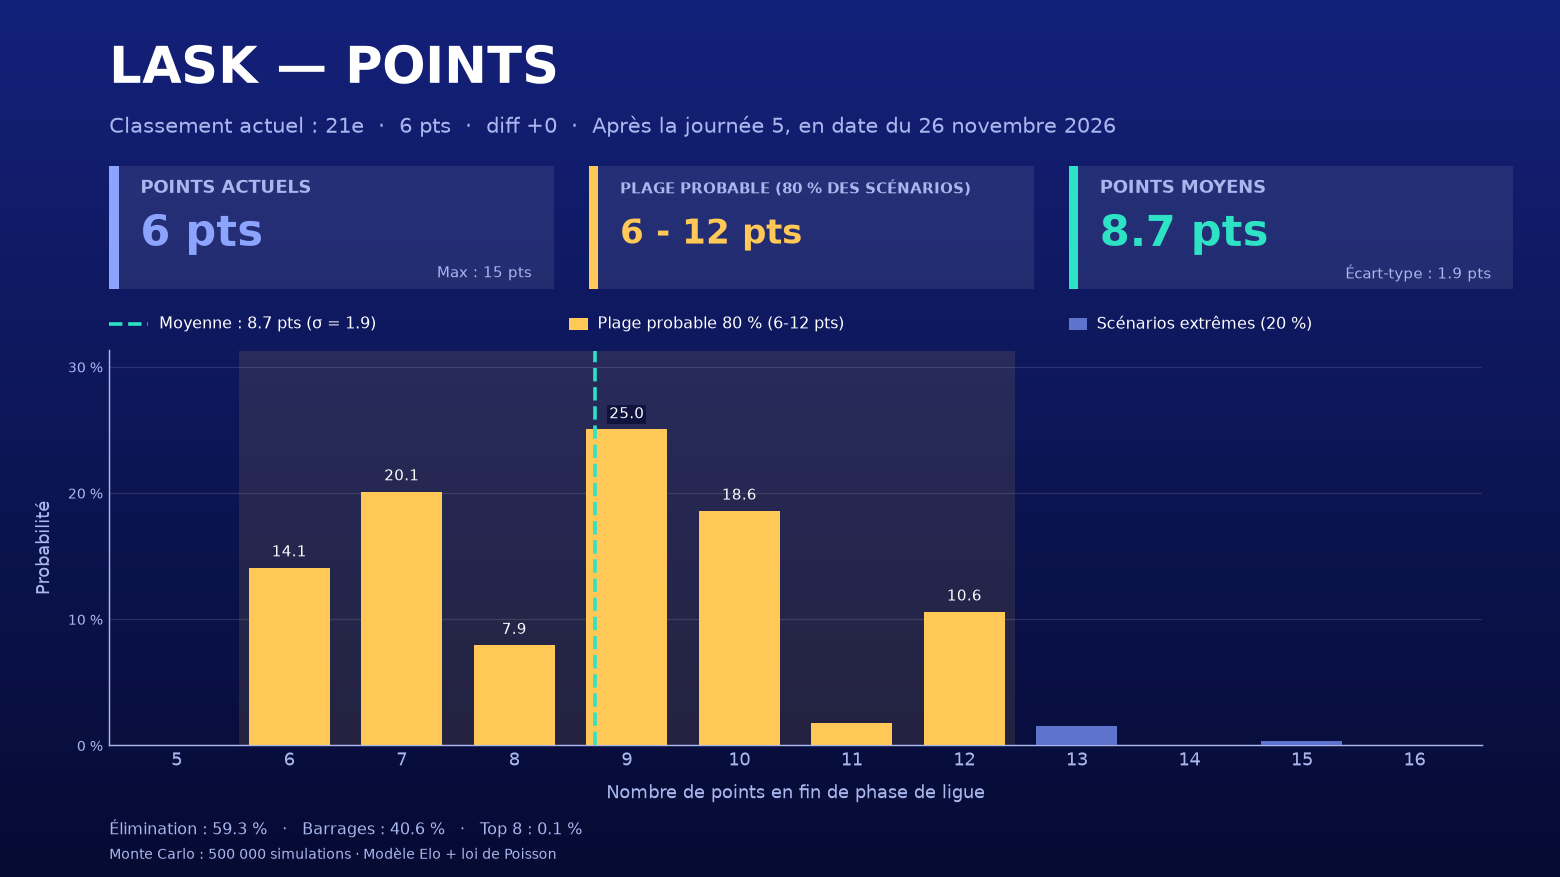 LASK — POINTS
Classement actuel : 21e · 6 pts · diff +0 · Après la journée 5, en date du 26 novembre 2026
POINTS ACTUELS
6 pts
Max : 15 pts
PLAGE PROBABLE (80 % DES SCÉNARIOS)
6 - 12 pts
POINTS MOYENS
8.7 pts
Écart-type : 1.9 pts
Moyenne : 8.7 pts (σ = 1.9)
Plage probable 80 % (6-12 pts)
Scénarios extrêmes (20 %)
Probabilité
30 %
20 %
10 %
0 %
14.1
20.1
7.9
25.0
18.6
10.6
5 6 7 8 9 10 11 12 13 14 15 16
Nombre de points en fin de phase de ligue
Élimination : 59.3 % · Barrages : 40.6 % · Top 8 : 0.1 %
Monte Carlo : 500 000 simulations · Modèle Elo + loi de Poisson